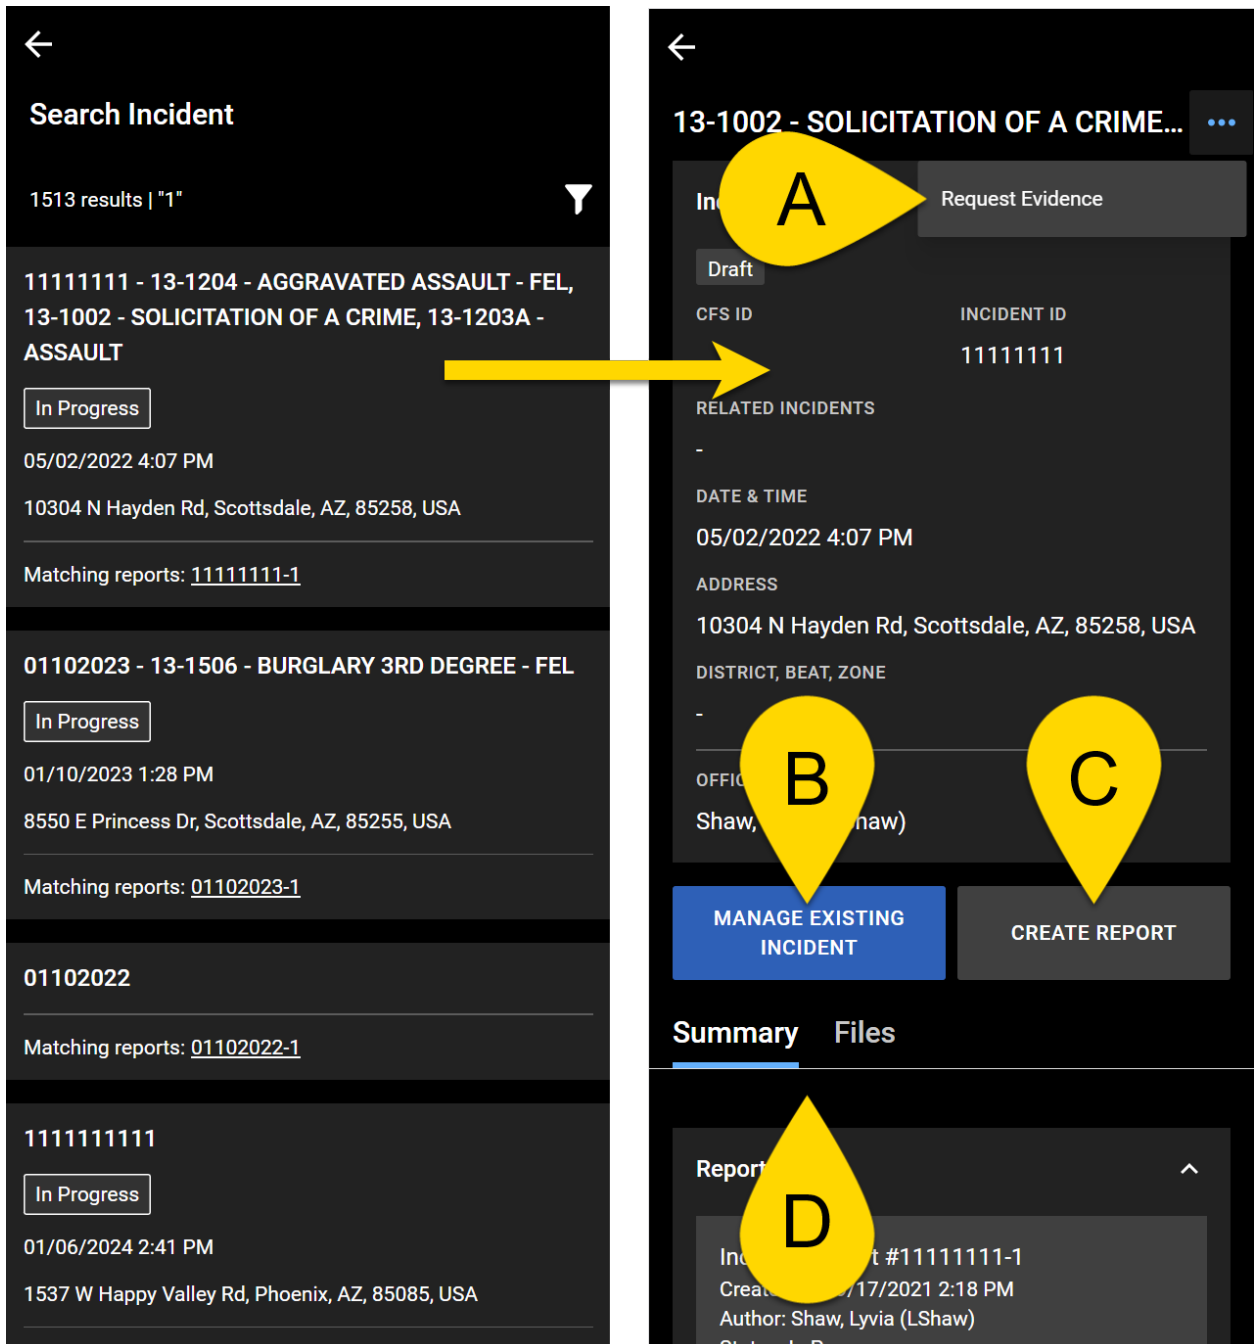 Search Incident
1513 results | "1"
11111111 - 13-1204 - AGGRAVATED ASSAULT - FEL,
13-1002 - SOLICITATION OF A CRIME, 13-1203A -
ASSAULT
In Progress
05/02/2022 4:07 PM
10304 N Hayden Rd, Scottsdale, AZ, 85258, USA
Matching reports: 11111111-1
01102023 - 13-1506 - BURGLARY 3RD DEGREE - FEL
In Progress
01/10/2023 1:28 PM
8550 E Princess Dr, Scottsdale, AZ, 85255, USA
Matching reports: 01102023-1
01102022
Matching reports: 01102022-1
1111111111
In Progress
01/06/2024 2:41 PM
1537 W Happy Valley Rd, Phoenix, AZ, 85085, USA
13-1002 - SOLICITATION OF A CRIME...
A
Request Evidence
Draft
CFS ID INCIDENT ID
11111111
RELATED INCIDENTS
-
DATE & TIME
05/02/2022 4:07 PM
ADDRESS
10304 N Hayden Rd, Scottsdale, AZ, 85258, USA
DISTRICT, BEAT, ZONE
-
B C
Shaw,
MANAGE EXISTING
INCIDENT
CREATE REPORT
Summary Files
Report
D
#11111111-1
/17/2021 2:18 PM
Author: Shaw, Lyvia (LShaw)